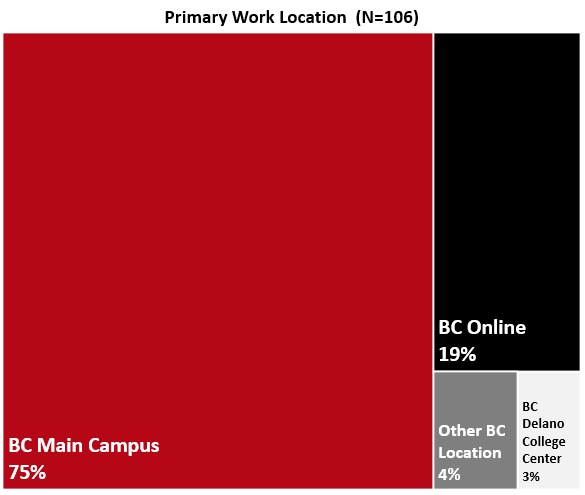 Primary Work Location  (N=106)
BC Main Campus
75%
BC Online
19%
Other BC
Location
4%
BC
Delano
College
Center
3%